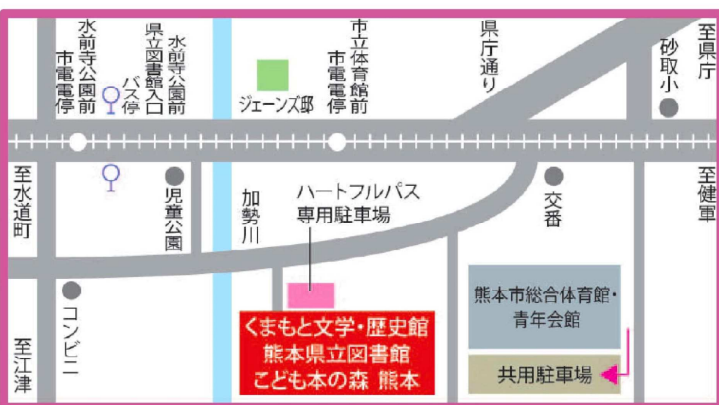 水前寺公園前
市電電停
水前寺公園前
県立図書館入口
バス停
ジェーンズ邸
市立体育館前
市電電停
県庁通り
至県庁
砂取小
至水道町
児童公園
加勢川
ハートフルパス
専用駐車場
交番
至健軍
コンビニ
至江津
くまもと文学・歴史館
熊本県立図書館
こども本の森 熊本
熊本市総合体育館・
青年会館
共用駐車場